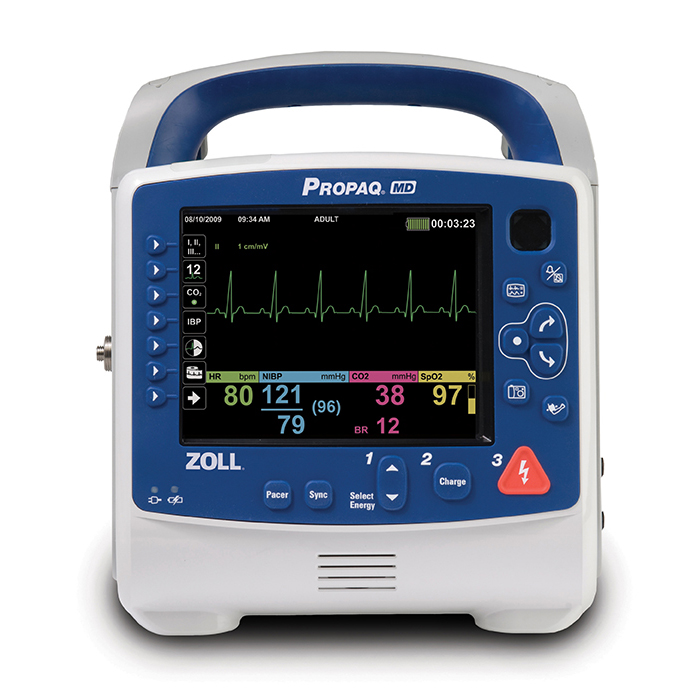 PROPAQ® MD
08/10/2009 09:34 AM ADULT 00:03:23
I, II,
III...
II 1 cm/mV
12
CO₂
IBP
HR bpm NIBP mmHg CO2 mmHg SpO2 %
80 121 38 97
(96)
79 BR 12
ZOLL®
1 2 3
Pacer Sync Select
Energy Charge